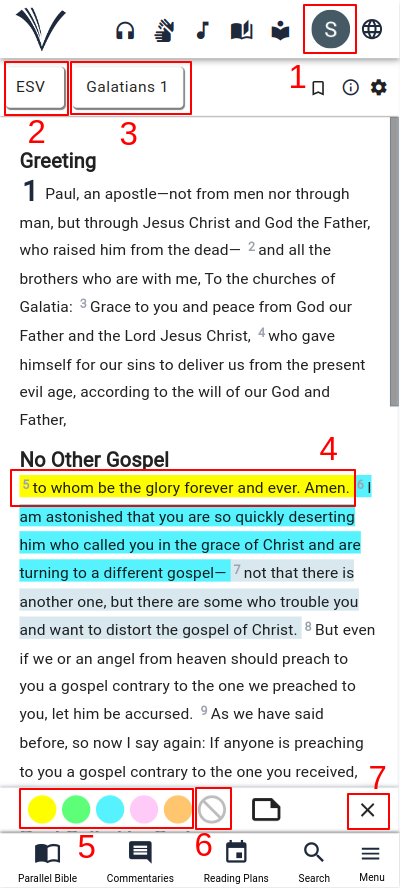 S
1
ESV
Galatians 1
2
3
Greeting
1 Paul, an apostle—not from men nor through
man, but through Jesus Christ and God the Father,
who raised him from the dead— 2 and all the
brothers who are with me, To the churches of
Galatia: 3 Grace to you and peace from God our
Father and the Lord Jesus Christ, 4 who gave
himself for our sins to deliver us from the present
evil age, according to the will of our God and
Father,
4
No Other Gospel
5 to whom be the glory forever and ever. Amen. 6 I
am astonished that you are so quickly deserting
him who called you in the grace of Christ and are
turning to a different gospel— 7 not that there is
another one, but there are some who trouble you
and want to distort the gospel of Christ. 8 But even
if we or an angel from heaven should preach to
you a gospel contrary to the one we preached to
you, let him be accursed. 9 As we have said
before, so now I say again: If anyone is preaching
to you a gospel contrary to the one you received,
7
5
6
Parallel Bible
Commentaries
Reading Plans
Search
Menu